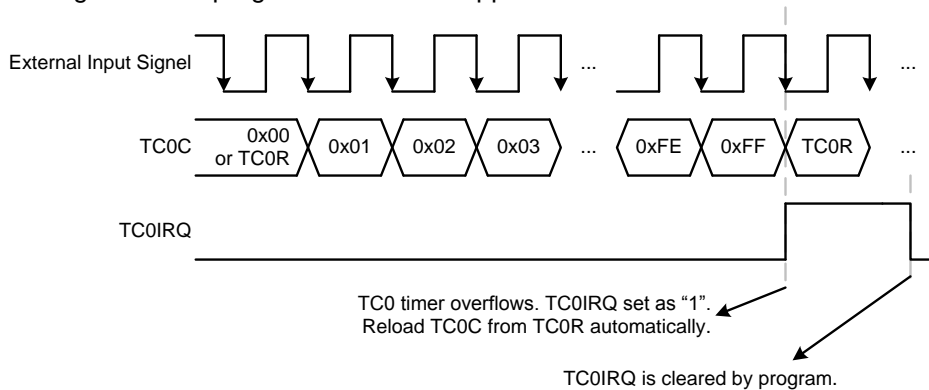 External Input Signel
...
...
TC0C
0x00
or TC0R
0x01
0x02
0x03
...
0xFE
0xFF
TC0R
...
TC0IRQ
TC0 timer overflows. TC0IRQ set as “1”.
Reload TC0C from TC0R automatically.
TC0IRQ is cleared by program.